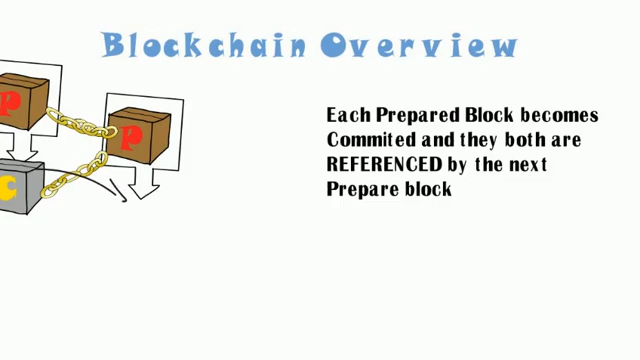 Blockchain Overview
Each Prepared Block becomes
Commited and they both are
REFERENCED by the next
Prepare block
P
P
C